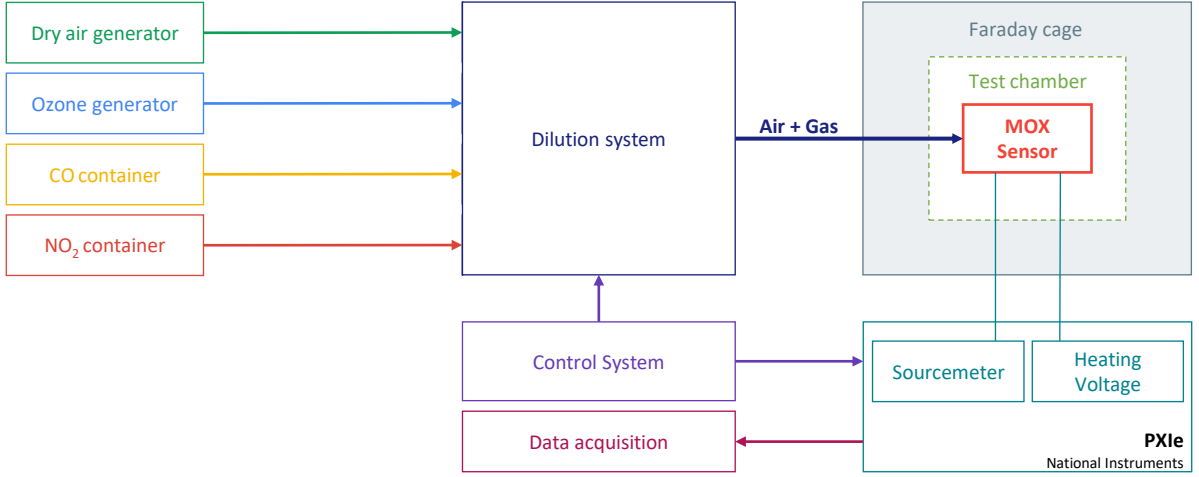 Dry air generator
Ozone generator
CO container
NO₂ container
Dilution system
Air + Gas
Faraday cage
Test chamber
MOX
Sensor
Control System
Data acquisition
Sourcemeter
Heating
Voltage
PXIe
National Instruments